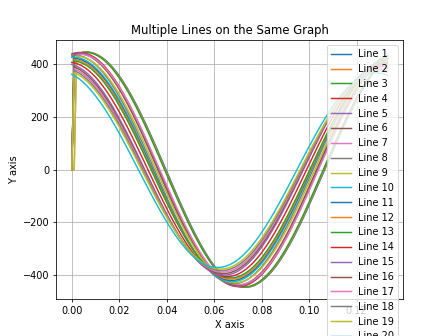 Multiple Lines on the Same Graph
Y axis
400
200
0
−200
−400
0.00
0.02
0.04
0.06
0.08
0.10
X axis
Line 1
Line 2
Line 3
Line 4
Line 5
Line 6
Line 7
Line 8
Line 9
Line 10
Line 11
Line 12
Line 13
Line 14
Line 15
Line 16
Line 17
Line 18
Line 19